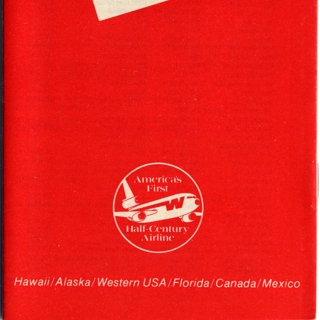 America's
First
W
Half-Century
Airline
Hawaii/Alaska/Western USA/Florida/Canada/Mexico